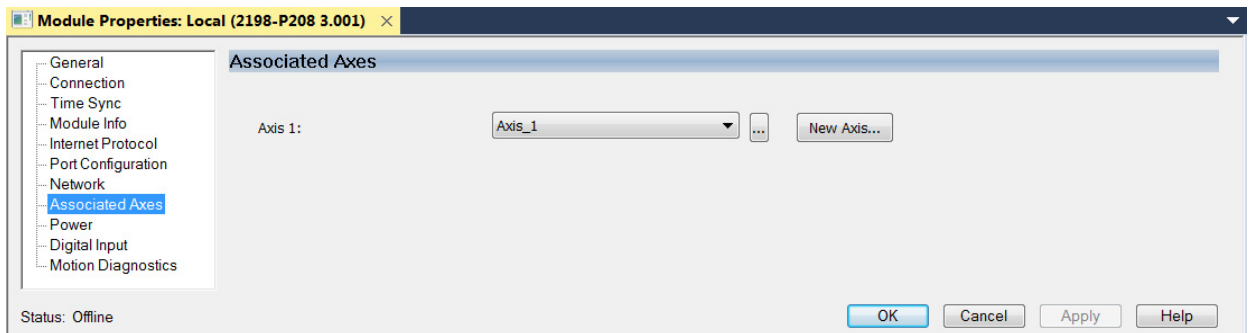 Module Properties: Local (2198-P208 3.001) ×
General
Connection
Time Sync
Module Info
Internet Protocol
Port Configuration
Network
Associated Axes
Power
Digital Input
Motion Diagnostics
Associated Axes
Axis 1: Axis_1 ... New Axis...
Status: Offline OK Cancel Apply Help